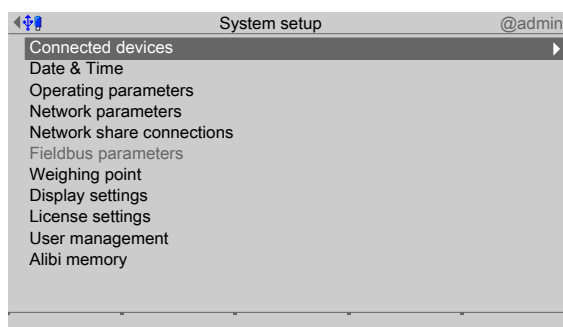 System setup @admin
Connected devices
Date & Time
Operating parameters
Network parameters
Network share connections
Fieldbus parameters
Weighing point
Display settings
License settings
User management
Alibi memory